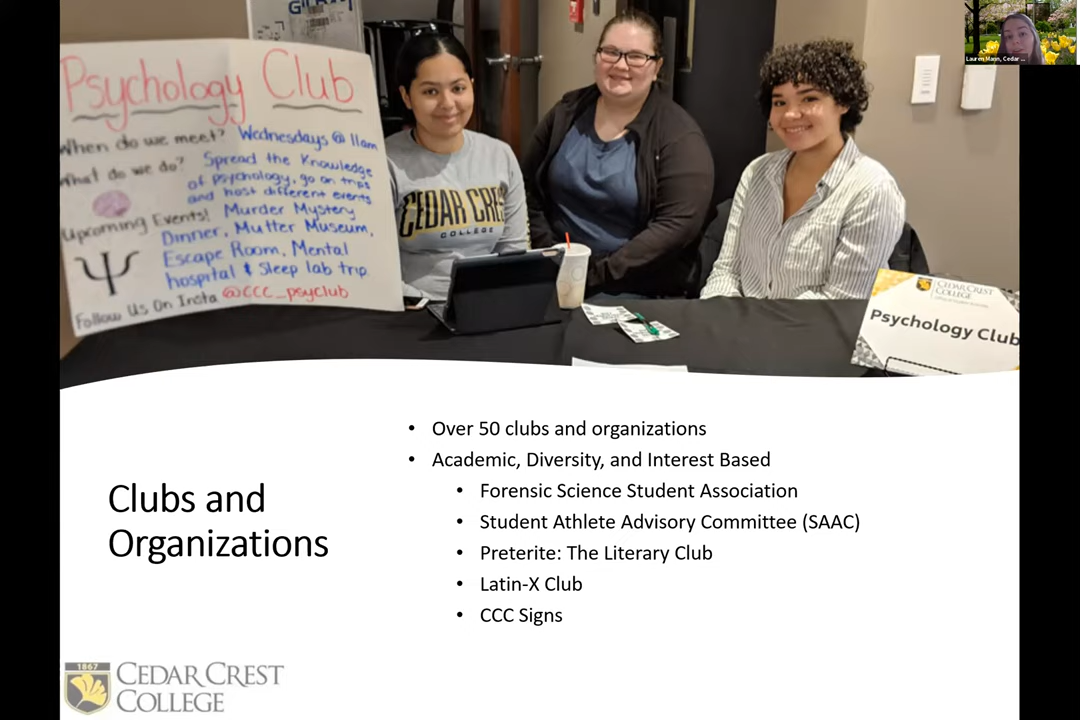 Psychology Club
When do we meet? Wednesdays @ 11am
What do we do? Spread the Knowledge
of psychology, go on trips
and host different events
Upcoming Events! Murder Mystery
Dinner, Mutter Museum,
Escape Room, Mental
hospital & Sleep lab trip
Follow Us On Insta @ccc_psyclub
CEDAR CRES
COLLEGE
CEDAR CREST
COLLEGE
Psychology Club
Lauren Mann, Cedar ...
Clubs and
Organizations
• Over 50 clubs and organizations
• Academic, Diversity, and Interest Based
• Forensic Science Student Association
• Student Athlete Advisory Committee (SAAC)
• Preterite: The Literary Club
• Latin-X Club
• CCC Signs
1867
CEDAR CREST
COLLEGE